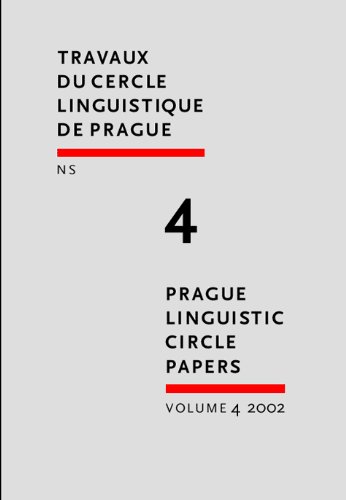 TRAVAUX
DU CERCLE
LINGUISTIQUE
DE PRAGUE
NS
4
PRAGUE
LINGUISTIC
CIRCLE
PAPERS
VOLUME 4 2002